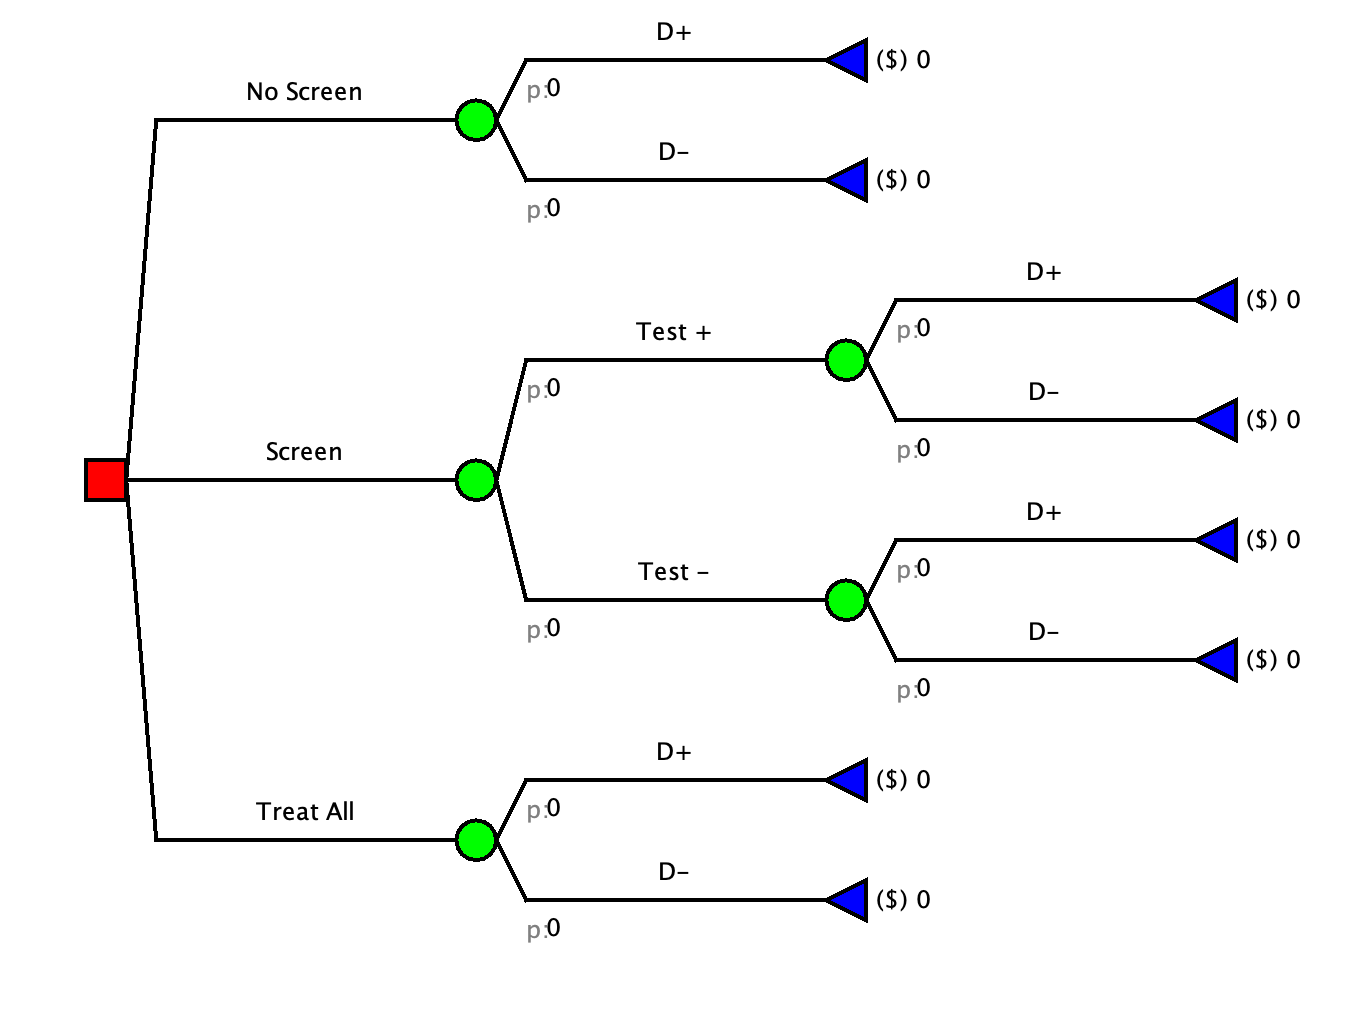 D+
($) 0
No Screen
p:0
D-
($) 0
p:0
D+
($) 0
Test +
p:0
D-
($) 0
p:0
p:0
Screen
D+
($) 0
Test -
p:0
D-
($) 0
p:0
p:0
D+
($) 0
Treat All
p:0
D-
($) 0
p:0